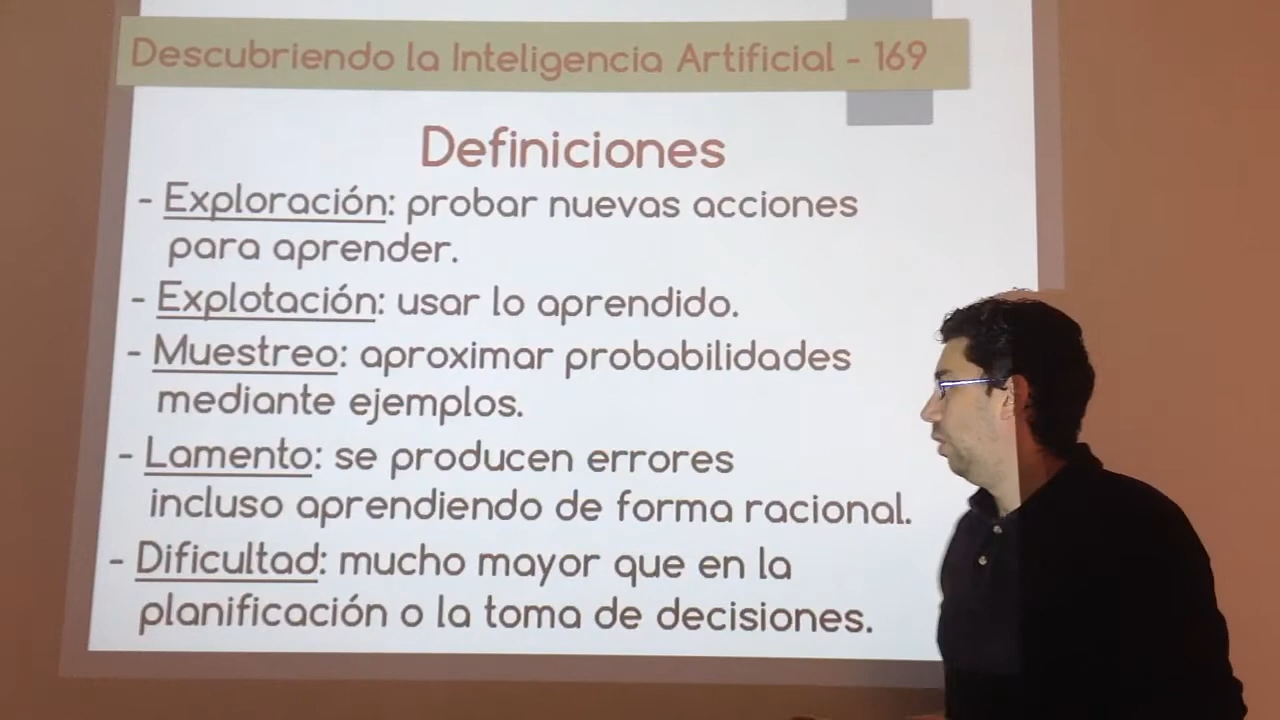 Descubriendo la Inteligencia Artificial - 169
Definiciones
- Exploración: probar nuevas acciones
para aprender.
- Explotación: usar lo aprendido.
- Muestreo: aproximar probabilidades
mediante ejemplos.
- Lamento: se producen errores
incluso aprendiendo de forma racional.
- Dificultad: mucho mayor que en la
planificación o la toma de decisiones.